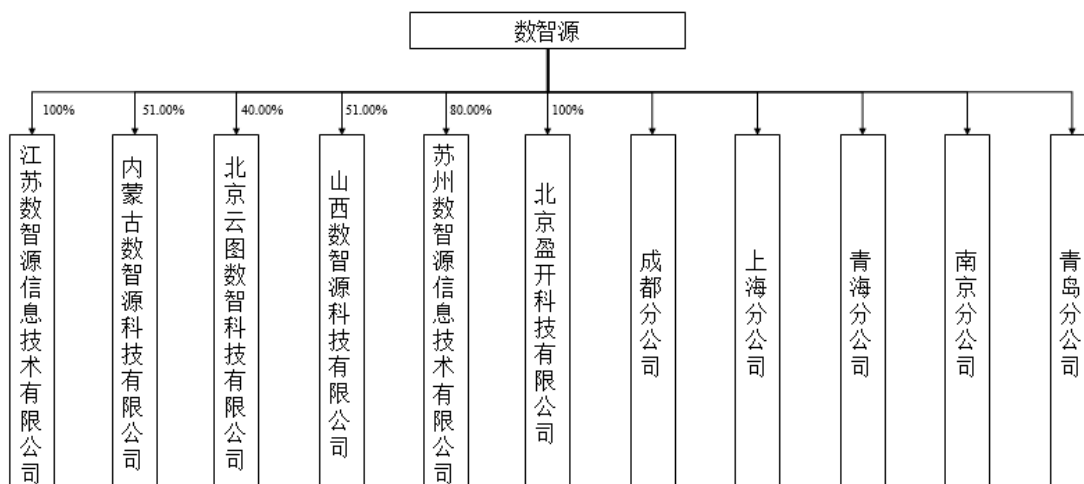 数智源
100%
51.00%
40.00%
51.00%
80.00%
100%
江苏数智源信息技术有限公司
内蒙古数智源科技有限公司
北京云图数智科技有限公司
山西数智源科技有限公司
苏州数智源信息技术有限公司
北京盈开科技有限公司
成都分公司
上海分公司
青海分公司
南京分公司
青岛分公司